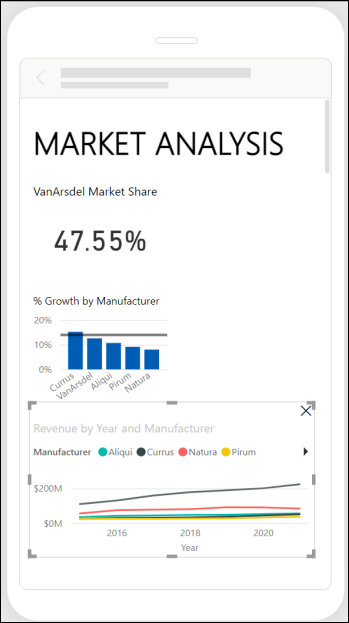 MARKET ANALYSIS
VanArsdel Market Share
47.55%
% Growth by Manufacturer
20%
10%
0%
Currus VanArsdel Aliqui Pirum Natura
Revenue by Year and Manufacturer
Manufacturer Aliqui Currus Natura Pirum
$200M
$0M
2016 2018 2020
Year